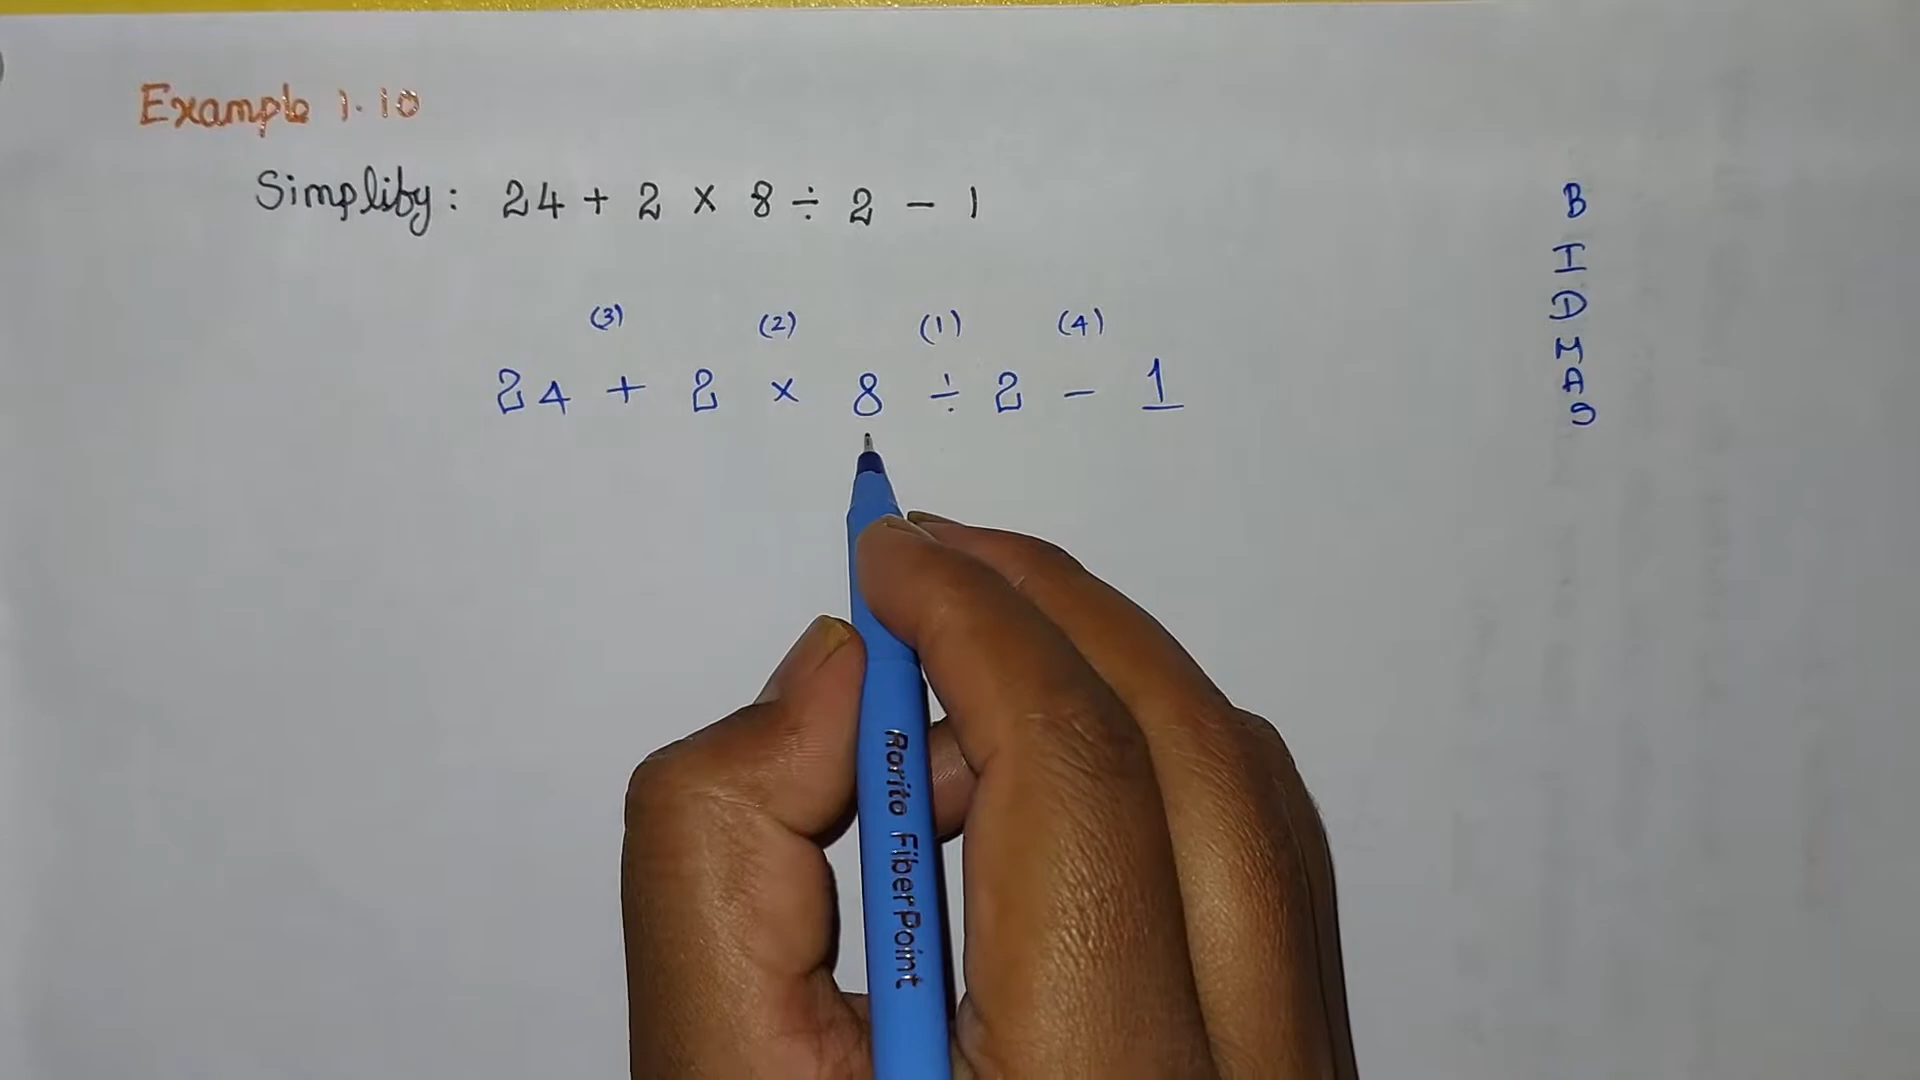 Example 1.10
Simplify: 24 + 2 × 8 ÷ 2 - 1
(3) (2) (1) (4)
24 + 2 × 8 ÷ 2 - 1
B
I
D
M
A
S
Rorito FiberPoint